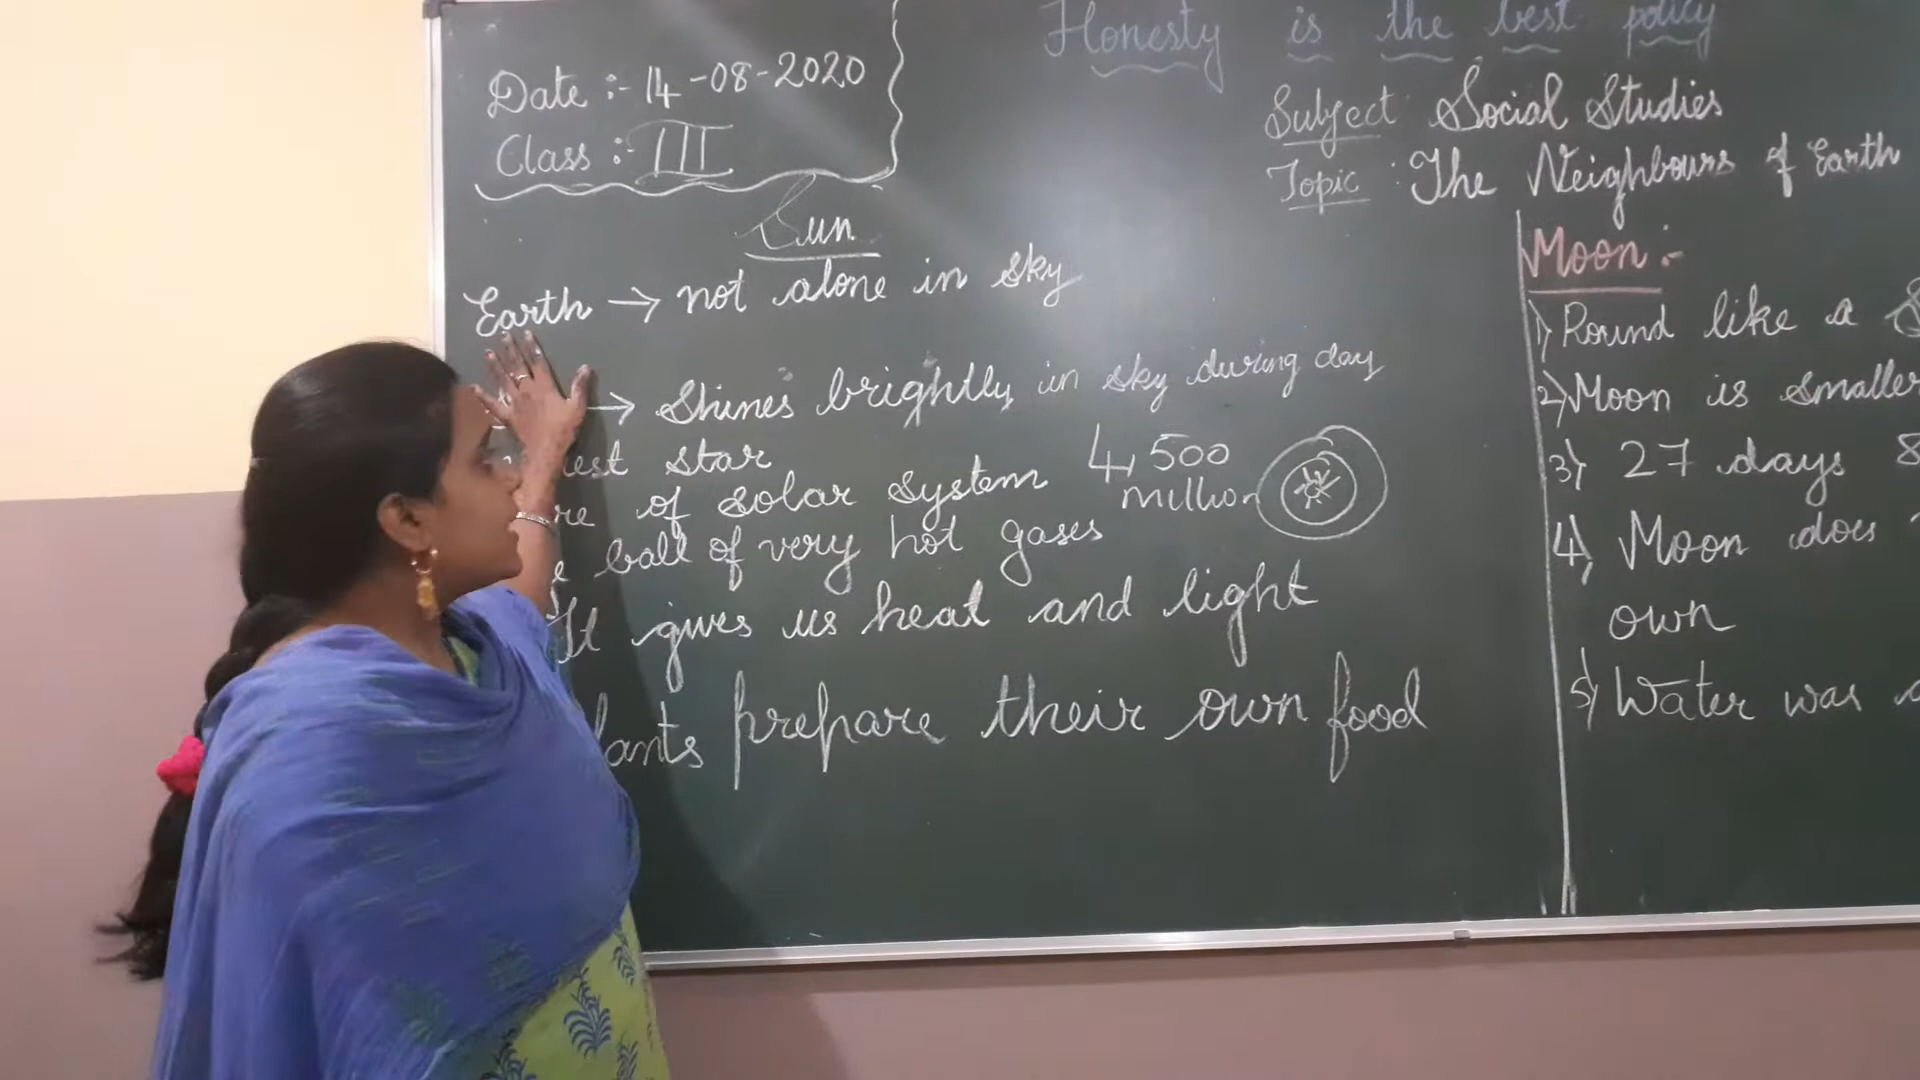 Honesty is the best policy
Date :- 14-08-2020
Class :- III
Subject Social Studies
Topic : The Neighbours of Earth
Sun
Earth → not alone in sky
→ Shines brightly in sky during day
est star
re of solar system 4,500 million
e ball of very hot gases
It gives us heat and light
lants prepare their own food
Moon :-
1) Round like a S
2) Moon is smaller
3) 27 days 8
4) Moon does
own
5) Water was